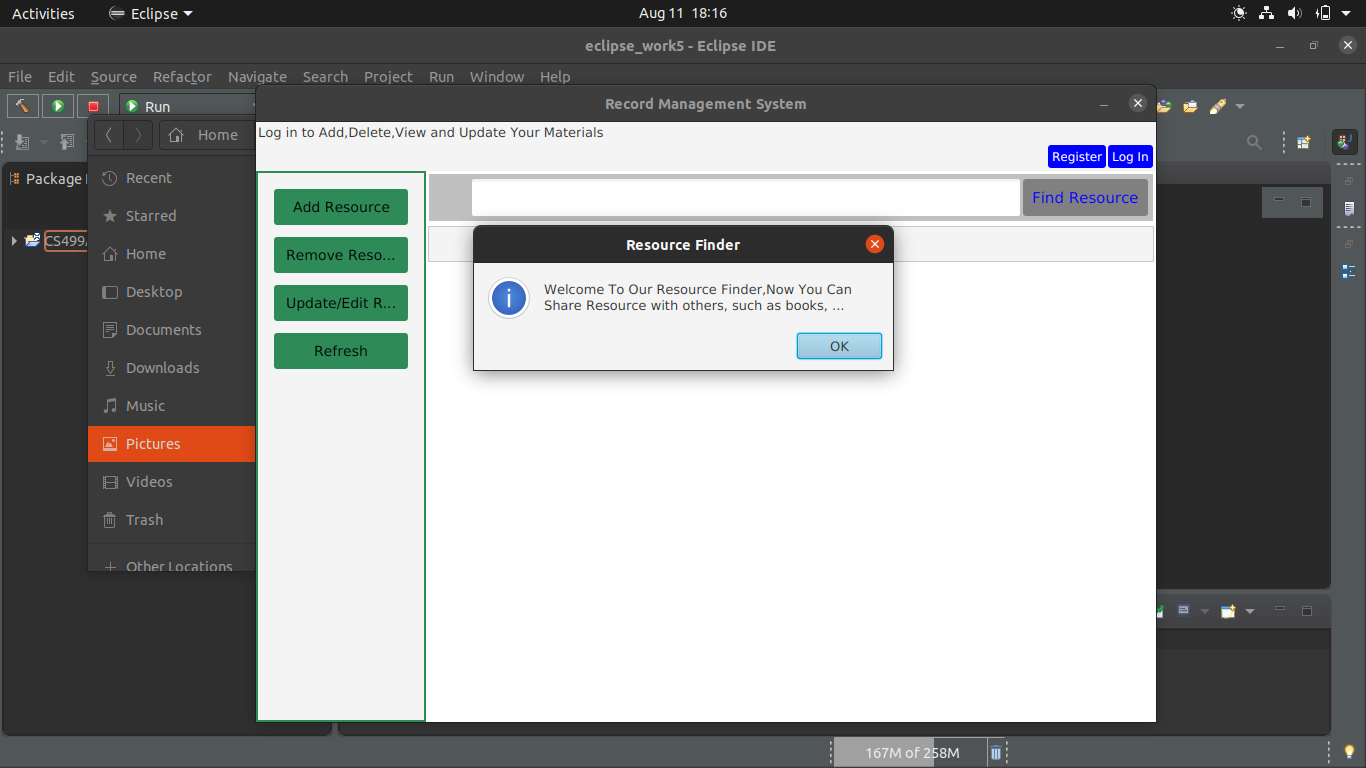 Activities
Eclipse
Aug 11 18:16
eclipse_work5 - Eclipse IDE
File Edit Source Refactor Navigate Search Project Run Window Help
Run
Record Management System
Home
Log in to Add,Delete,View and Update Your Materials
Register
Log In
Package
CS499
Recent
Starred
Home
Desktop
Documents
Downloads
Music
Pictures
Videos
Trash
Other Locations
Add Resource
Remove Reso...
Update/Edit R...
Refresh
Find Resource
Resource Finder
Welcome To Our Resource Finder,Now You Can
Share Resource with others, such as books, ...
OK
167M of 258M